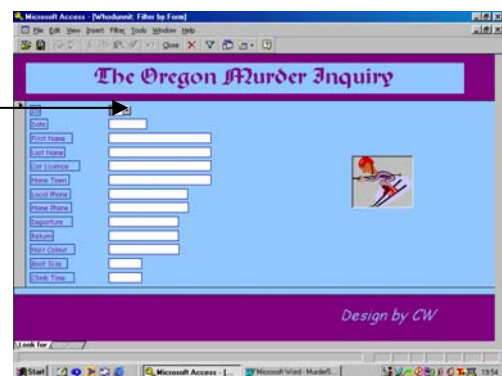 Microsoft Access - [Whodunnit: Filter by Form]
File Edit View Insert Filter Tools Window Help
Close
The Oregon Murder Inquiry
ID
Date
First Name
Last Name
Car Licence
Home Town
Local Phone
Home Phone
Departure
Return
Hair Colour
Boot Size
Climb Time
Design by CW
Look for
Start
Microsoft Access - [...
Microsoft Word - MurderS...